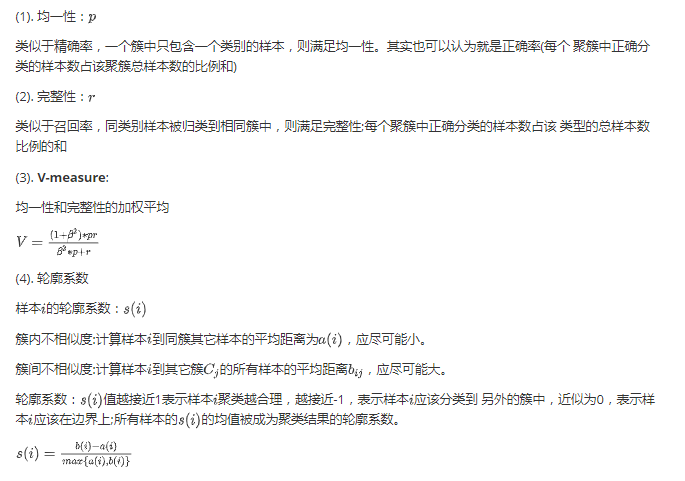 (1). 均一性：p
类似于精确率，一个簇中只包含一个类别的样本，则满足均一性。其实也可以认为就是正确率(每个 聚簇中正确分
类的样本数占该聚簇总样本数的比例和)
(2). 完整性：r
类似于召回率，同类别样本被归类到相同簇中，则满足完整性;每个聚簇中正确分类的样本数占该 类型的总样本数
比例的和
(3). V-measure:
均一性和完整性的加权平均
V = \frac{(1+β^2)*pr}{β^2*p+r}
(4). 轮廓系数
样本i的轮廓系数：s(i)
簇内不相似度:计算样本i到同簇其它样本的平均距离为a(i)，应尽可能小。
簇间不相似度:计算样本i到其它簇C_j的所有样本的平均距离b_{ij}，应尽可能大。
轮廓系数：s(i)值越接近1表示样本i聚类越合理，越接近-1，表示样本i应该分类到 另外的簇中，近似为0，表示样
本i应该在边界上;所有样本的s(i)的均值被成为聚类结果的轮廓系数。
s(i) = \frac{b(i)-a(i)}{max\{a(i),b(i)\}}